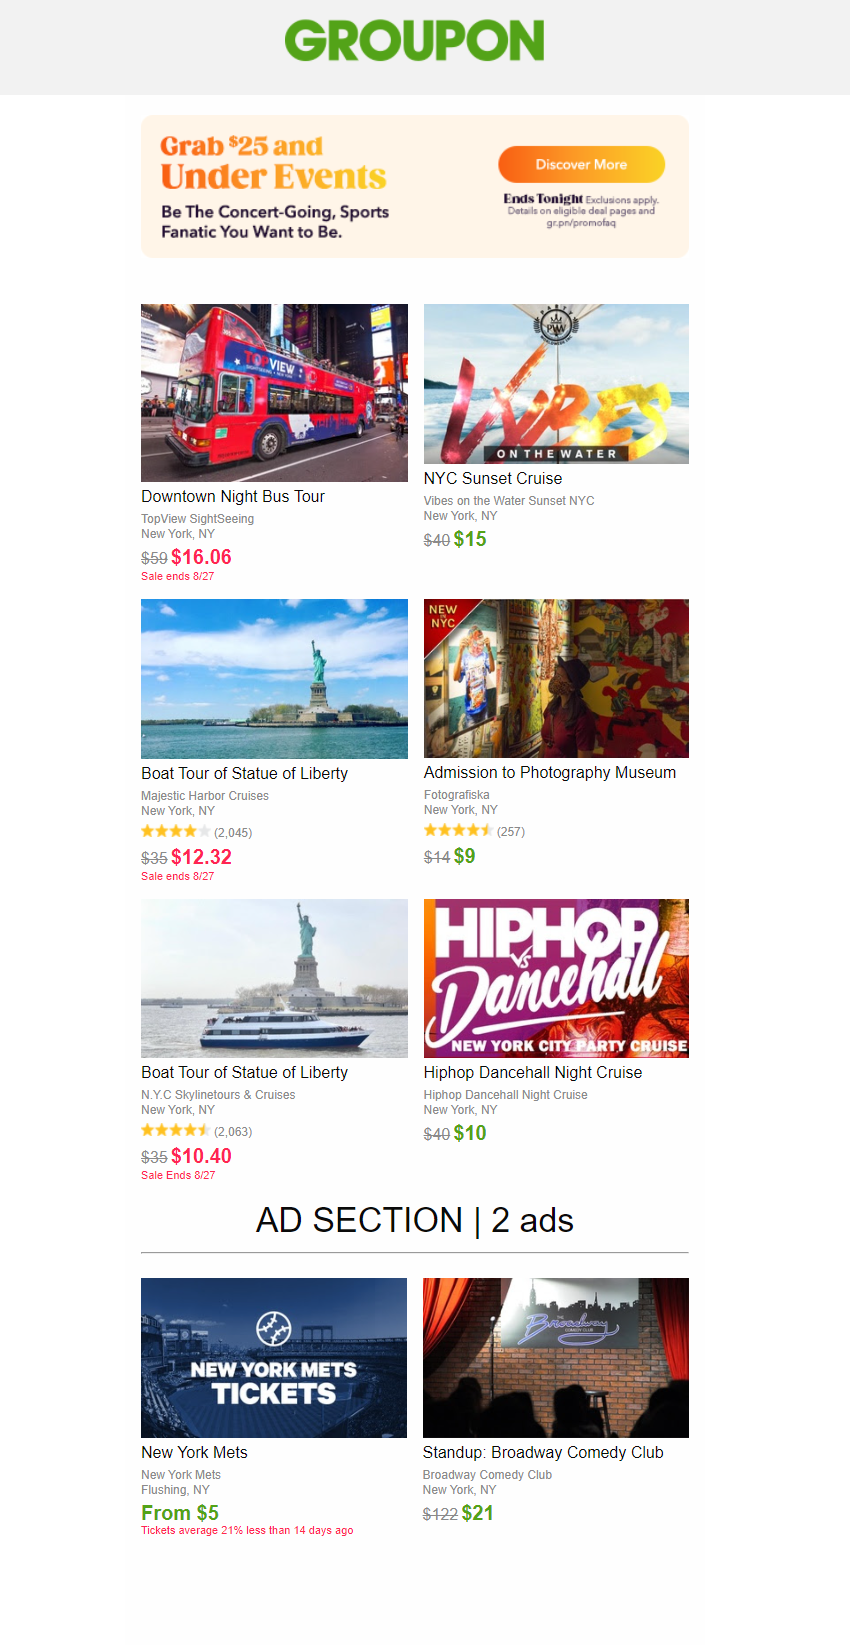 GROUPON
Grab $25 and
Under Events
Be The Concert-Going, Sports
Fanatic You Want to Be.
Discover More
Ends Tonight Exclusions apply.
Details on eligible deal pages and
gr.pn/promofaq
TOPVIEW
Downtown Night Bus Tour
TopView SightSeeing
New York, NY
$59 $16.06
Sale ends 8/27
PWW
VYBES
ON THE WATER
NYC Sunset Cruise
Vibes on the Water Sunset NYC
New York, NY
$40 $15
Boat Tour of Statue of Liberty
Majestic Harbor Cruises
New York, NY
(2,045)
$35 $12.32
Sale ends 8/27
NEW
NYC
Admission to Photography Museum
Fotografiska
New York, NY
(257)
$14 $9
Boat Tour of Statue of Liberty
N.Y.C Skylinetours & Cruises
New York, NY
(2,063)
$35 $10.40
Sale Ends 8/27
HIPHOP
Vs
Dancehall
NEW YORK CITY PARTY CRUISE
Hiphop Dancehall Night Cruise
Hiphop Dancehall Night Cruise
New York, NY
$40 $10
AD SECTION | 2 ads
NEW YORK METS
TICKETS
New York Mets
New York Mets
Flushing, NY
From $5
Tickets average 21% less than 14 days ago
Broadway
COMEDY CLUB
Standup: Broadway Comedy Club
Broadway Comedy Club
New York, NY
$122 $21